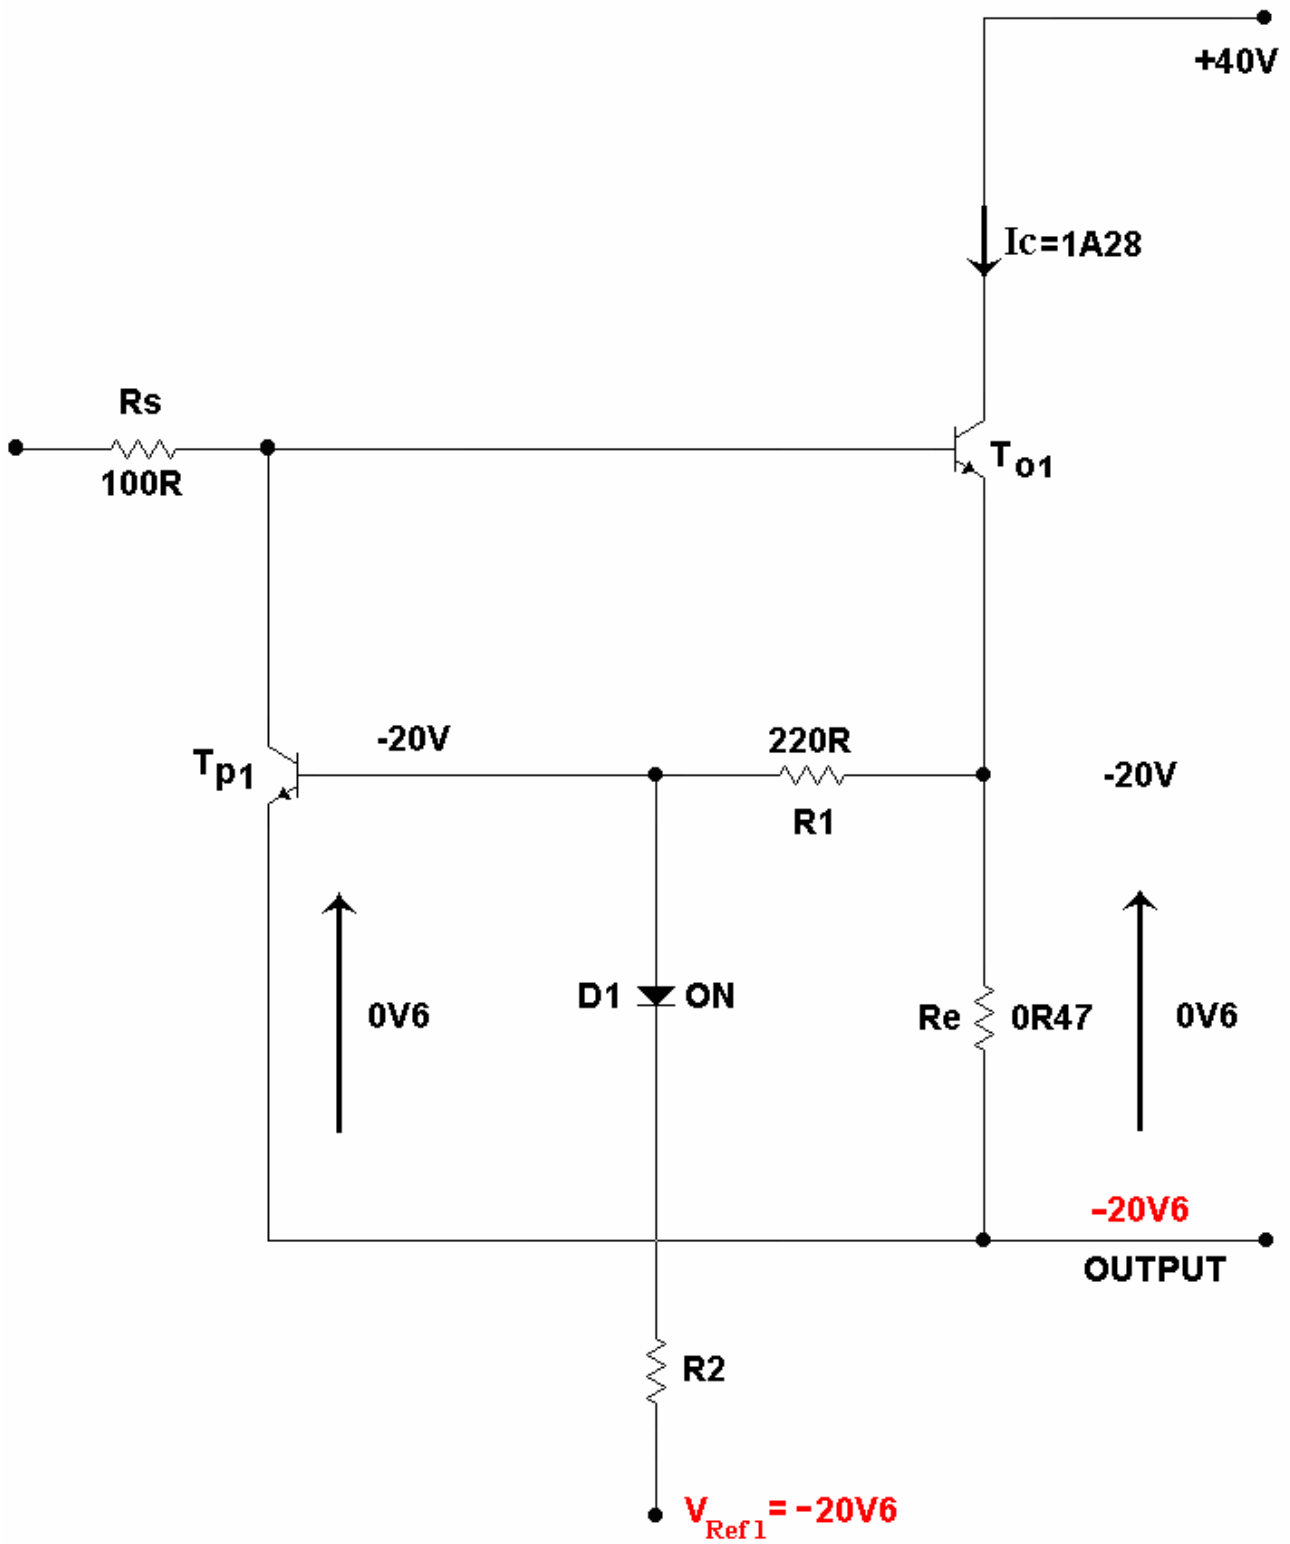 +40V
Ic=1A28
Rs
100R
To1
-20V
220R
Tp1
R1
-20V
0V6
D1
ON
Re
0R47
0V6
-20V6
OUTPUT
R2
VRef1= -20V6